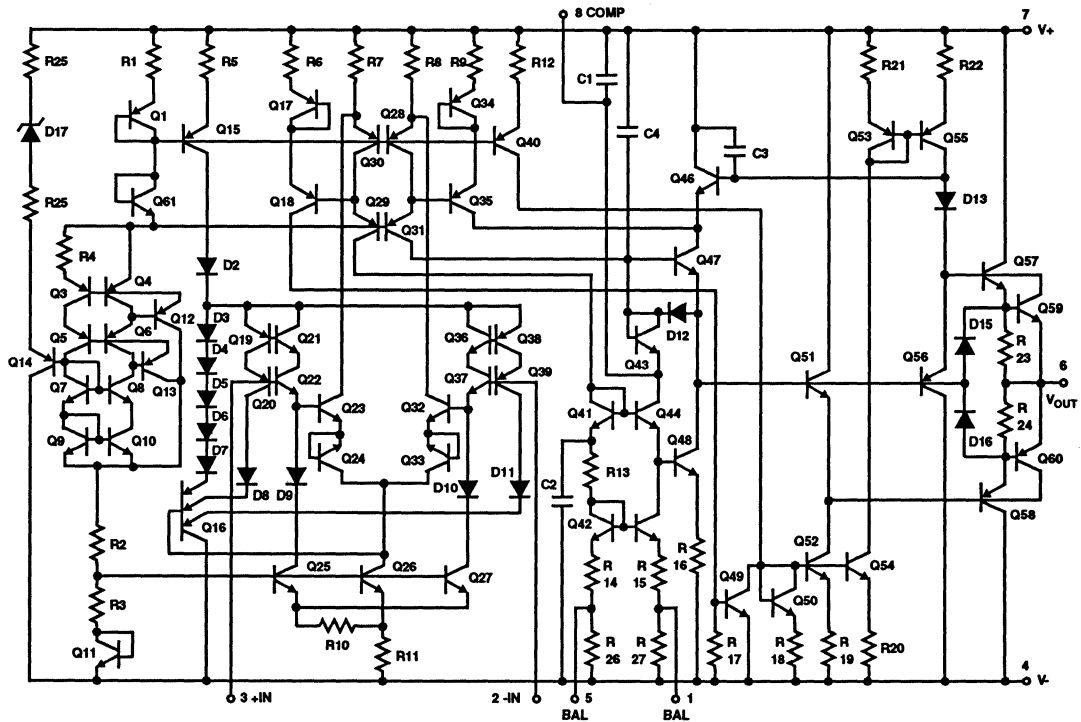 8 COMP
7
V+
R25
R1
R5
R6
R7
R8
R9
R12
C1
R21
R22
D17
Q1
Q15
Q17
Q28
Q34
C4
Q30
Q40
C3
Q53
Q55
R25
Q61
Q18
Q29
Q35
Q46
D13
Q31
R4
Q47
Q57
Q3
Q4
D2
Q59
Q12
D3
Q19
Q21
Q36
Q38
D12
D15
R
23
Q5
Q6
D4
Q43
Q14
Q7
Q8
Q13
D5
Q20
Q22
Q37
Q39
Q51
Q56
6
VOUT
D6
Q23
Q32
Q41
Q44
D16
R
24
Q9
Q10
D7
Q24
Q33
Q48
Q60
D8
D9
D10
D11
C2
R13
Q58
Q16
Q42
R2
R
16
Q52
Q25
Q26
Q27
R
14
R
15
Q49
Q54
R3
Q50
Q11
R10
R11
R
26
R
27
R
17
R
18
R
19
R20
4
V-
3 +IN
2 -IN
5
BAL
1
BAL